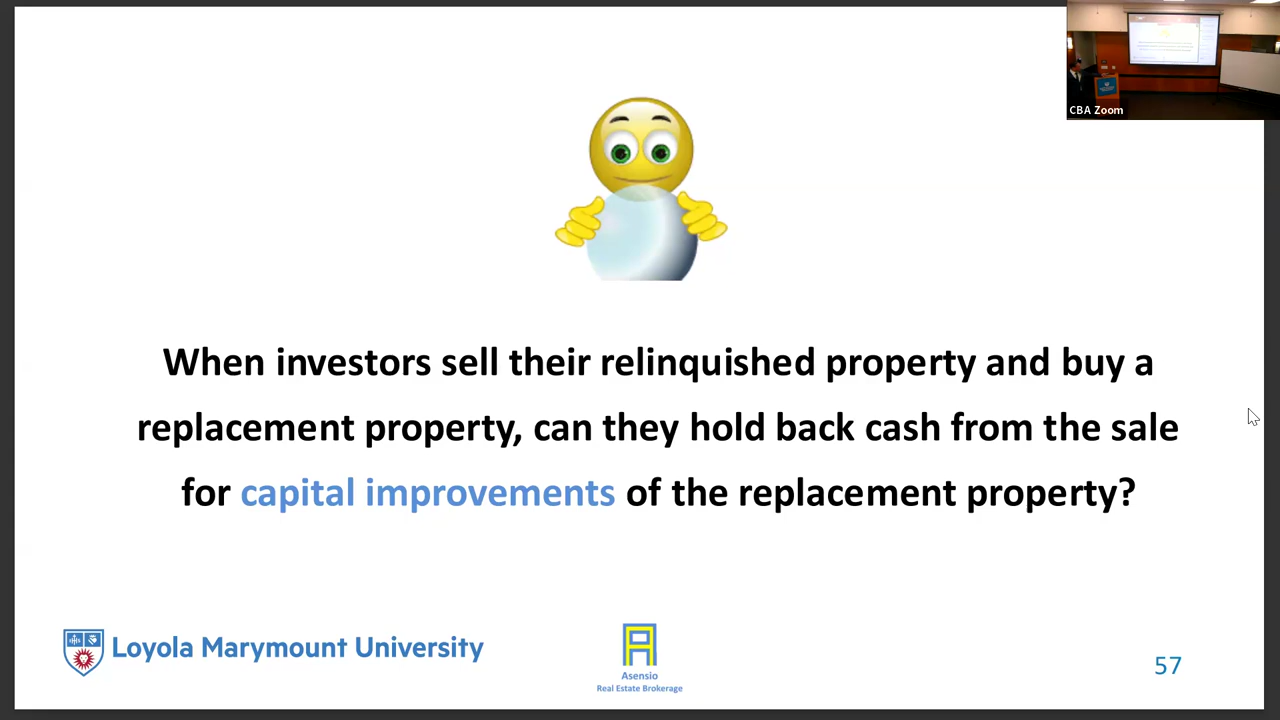 CBA Zoom
When investors sell their relinquished property and buy a
replacement property, can they hold back cash from the sale
for capital improvements of the replacement property?
Loyola Marymount University
Asensio
Real Estate Brokerage
57